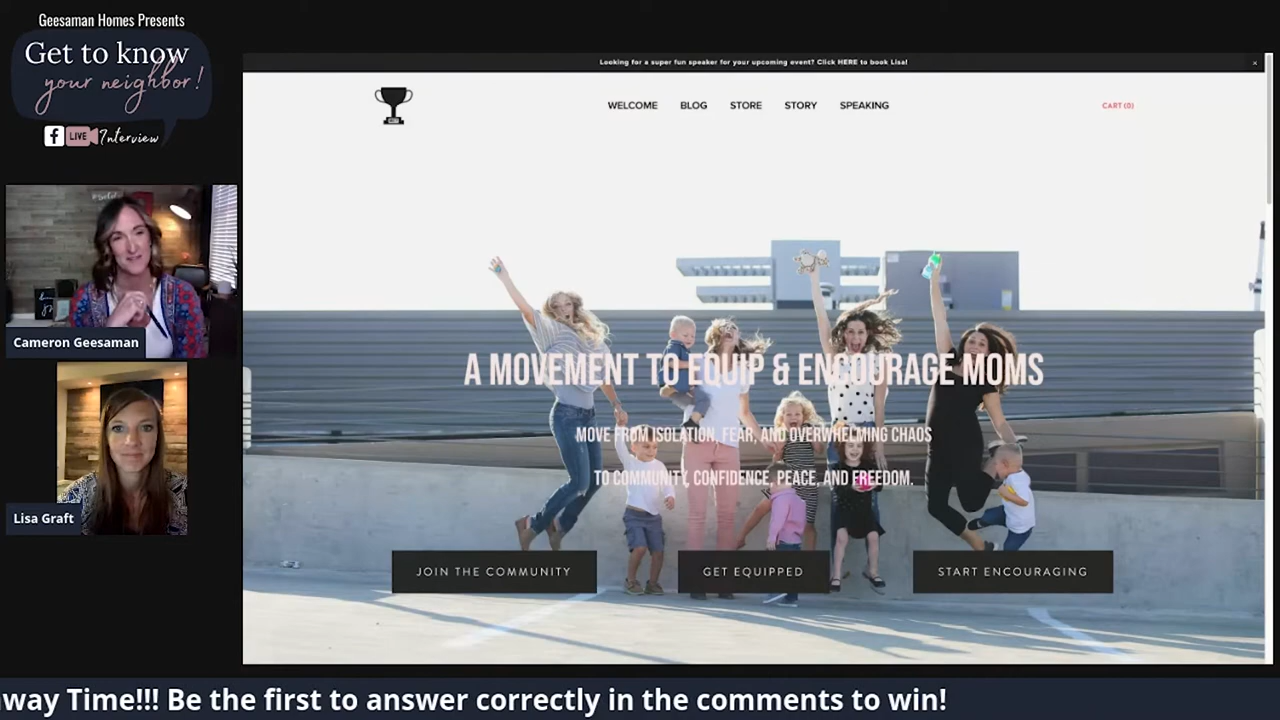 Geesaman Homes Presents
Get to know
your neighbor!
f LIVE Interview
Looking for a super fun speaker for your upcoming event? Click HERE to book Lisa!
WELCOME BLOG STORE STORY SPEAKING
CART (0)
Cameron Geesaman
A MOVEMENT TO EQUIP & ENCOURAGE MOMS
MOVE FROM ISOLATION, FEAR, AND OVERWHELMING CHAOS
TO COMMUNITY, CONFIDENCE, PEACE, AND FREEDOM.
Lisa Graft
JOIN THE COMMUNITY
GET EQUIPPED
START ENCOURAGING
way Time!!! Be the first to answer correctly in the comments to win!